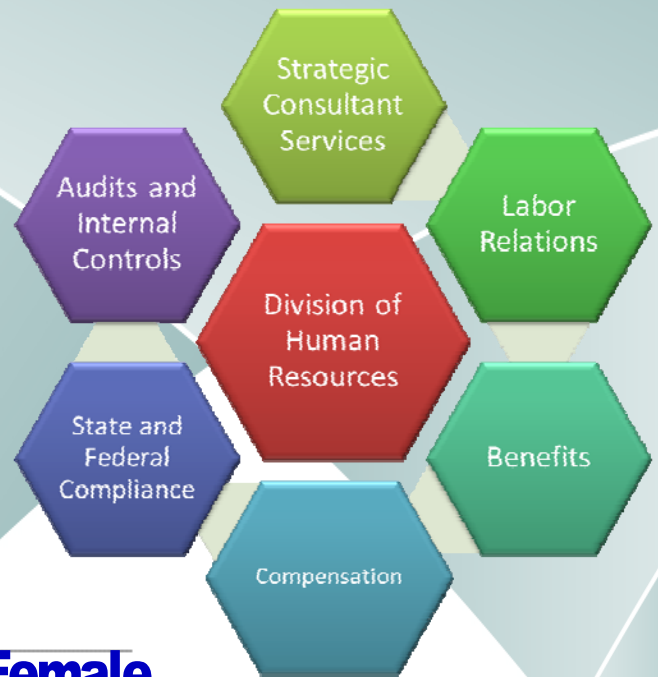 Strategic
Consultant
Services
Labor
Relations
Benefits
Compensation
State and
Federal
Compliance
Audits and
Internal
Controls
Division of
Human
Resources
Female